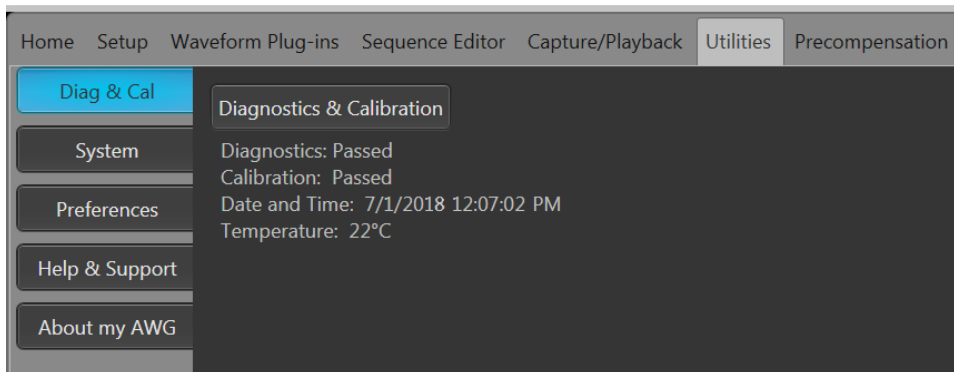 Home Setup Waveform Plug-ins Sequence Editor Capture/Playback Utilities Precompensation
Diag & Cal
System
Preferences
Help & Support
About my AWG
Diagnostics & Calibration
Diagnostics: Passed
Calibration: Passed
Date and Time: 7/1/2018 12:07:02 PM
Temperature: 22°C